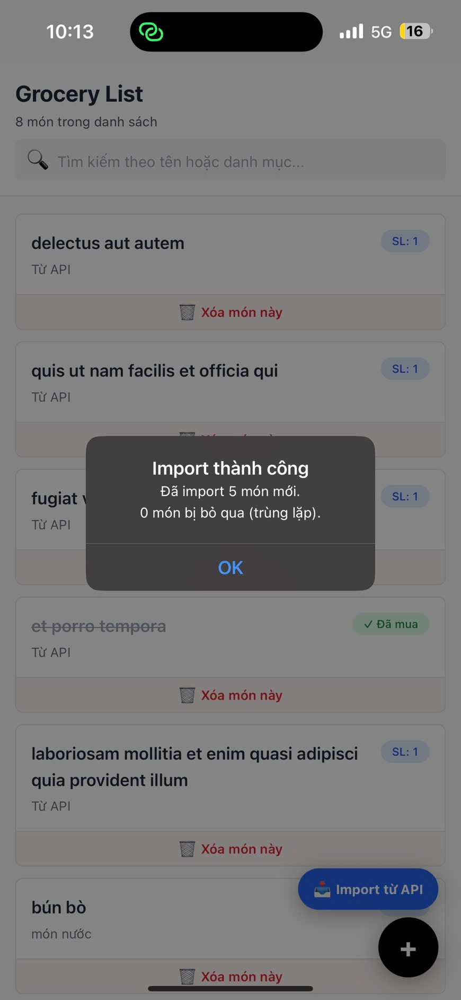 10:13
5G
16
Grocery List
8 món trong danh sách
Tìm kiếm theo tên hoặc danh mục...
delectus aut autem
SL: 1
Từ API
Xóa món này
quis ut nam facilis et officia qui
SL: 1
Từ API
Import thành công
Đã import 5 món mới.
0 món bị bỏ qua (trùng lặp).
OK
fugiat
SL: 1
Từ API
et porro tempora
✓ Đã mua
Từ API
Xóa món này
laboriosam mollitia et enim quasi adipisci
quia provident illum
SL: 1
Từ API
Xóa món này
Import từ API
bún bò
món nước
+
Xóa món này